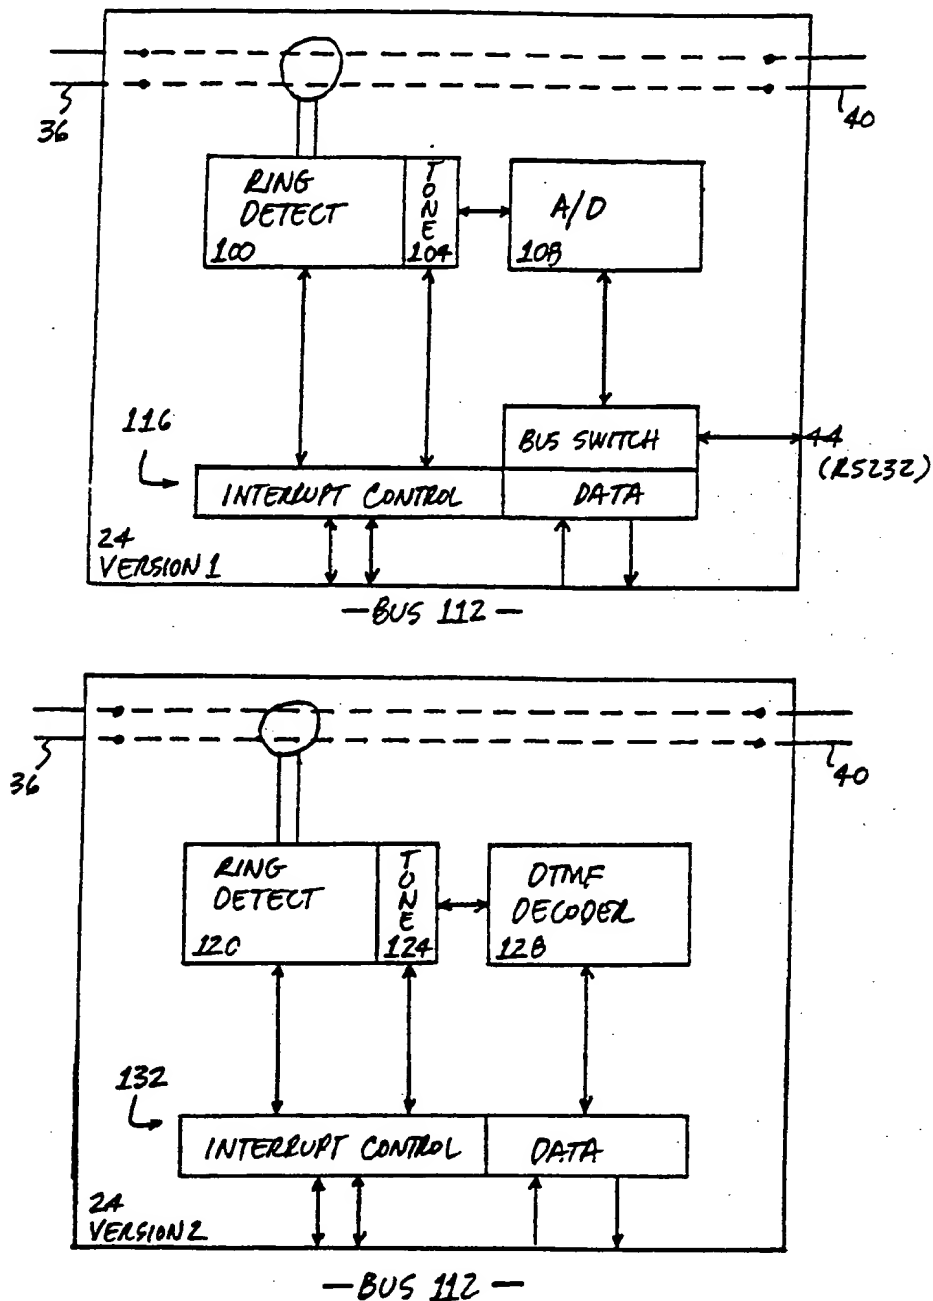 36
40
RING
DETECT
100
TONE
104
A/D
108
116
BUS SWITCH
44
(RS232)
INTERRUPT CONTROL
DATA
24
VERSION 1
—BUS 112—
36
40
RING
DETECT
120
TONE
124
DTMF
DECODER
128
132
INTERRUPT CONTROL
DATA
24
VERSION 2
—BUS 112—